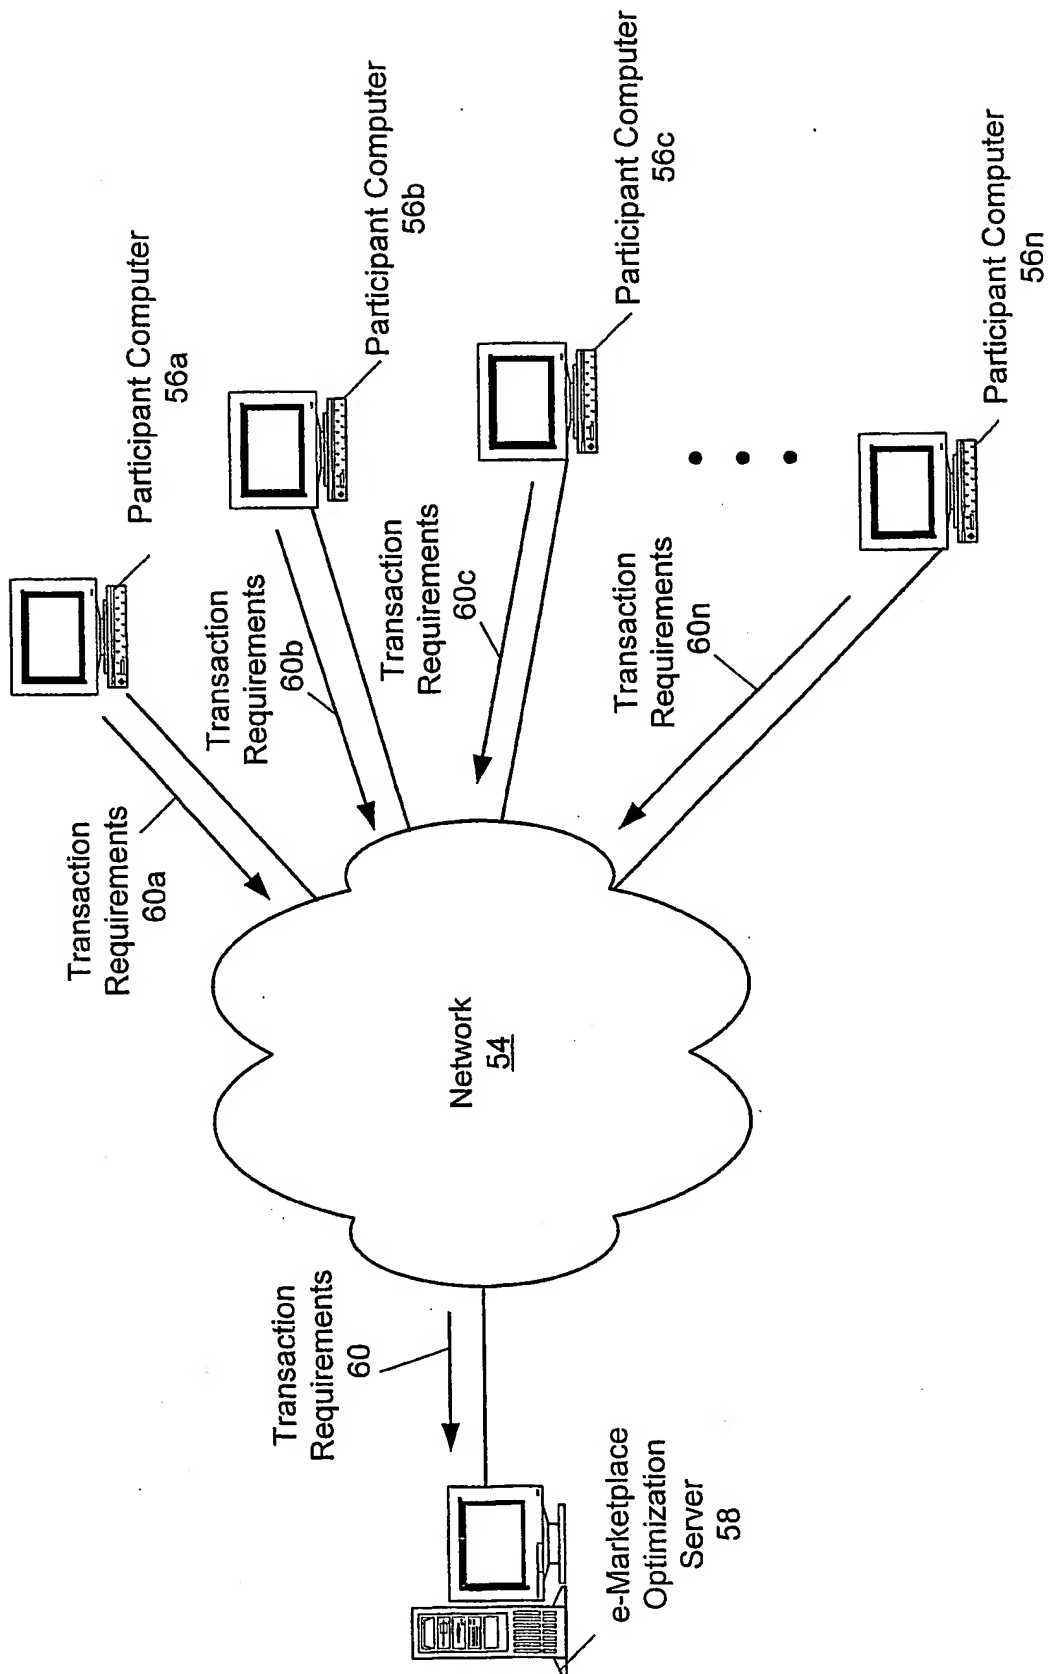 Participant Computer
56a
Participant Computer
56b
Participant Computer
56c
Participant Computer
56n
Transaction
Requirements
60a
Transaction
Requirements
60b
Transaction
Requirements
60c
Transaction
Requirements
60n
Network
54
Transaction
Requirements
60
e-Marketplace
Optimization
Server
58